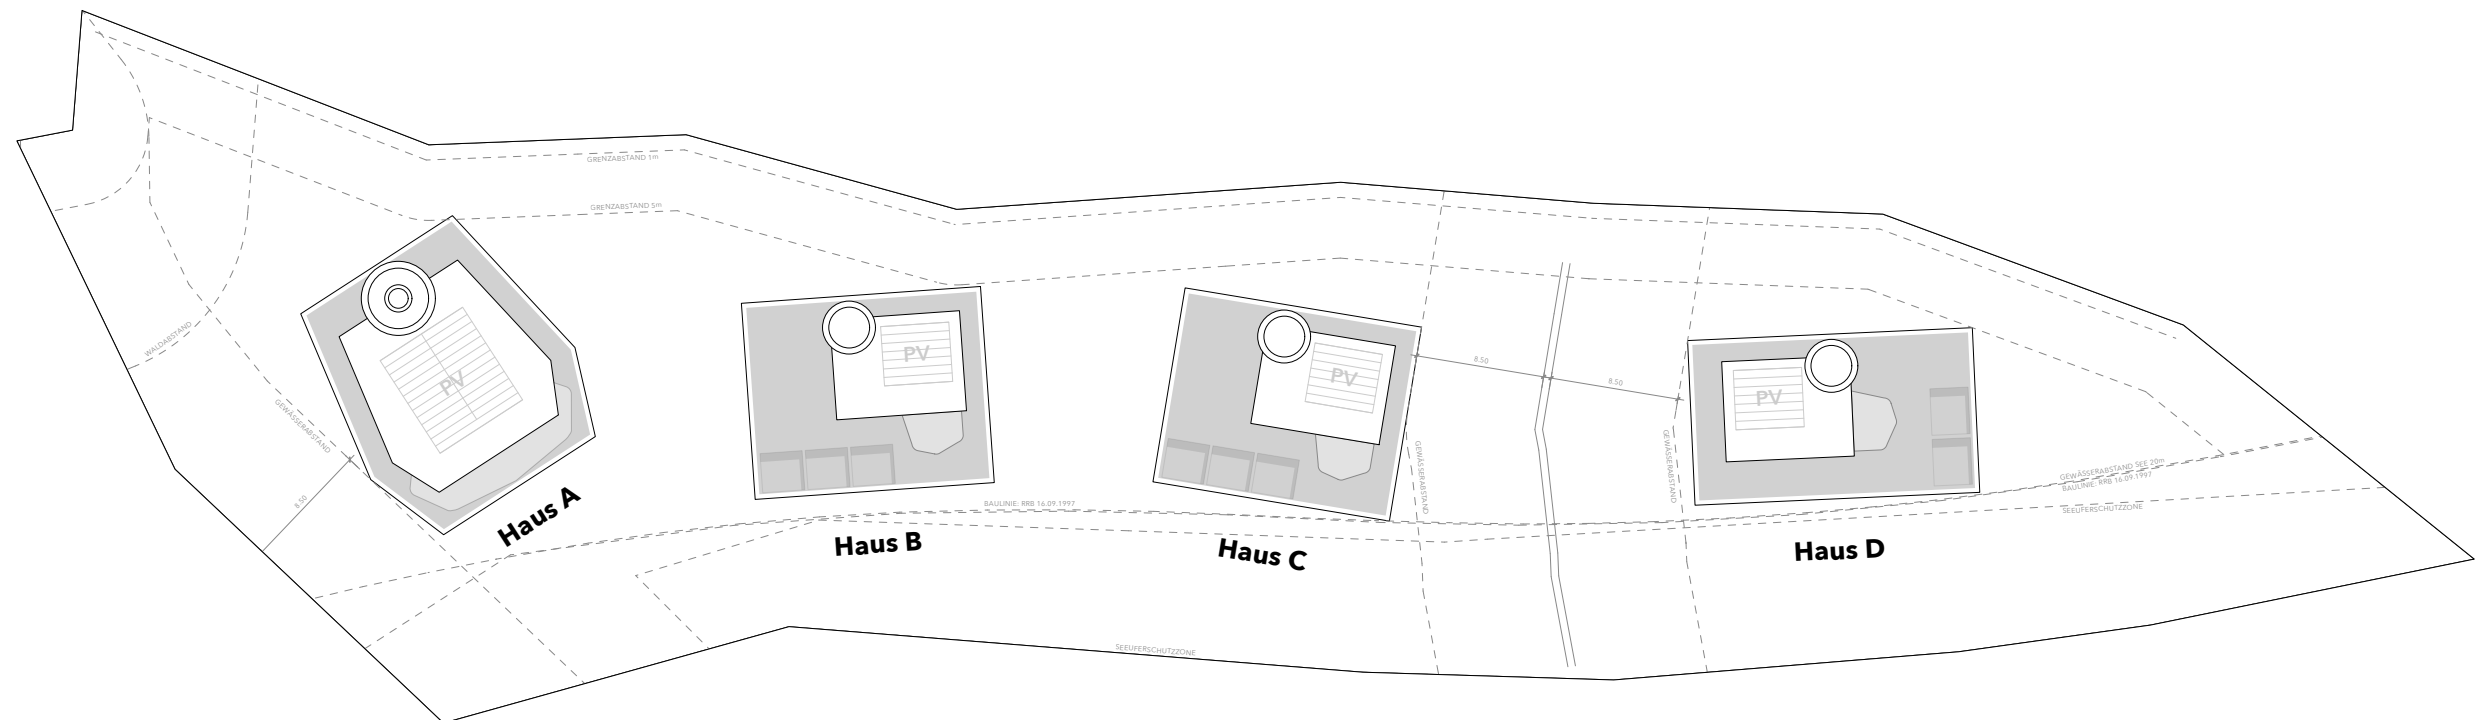 GRENZABSTAND 1m
GRENZABSTAND 5m
WALDABSTAND
GEWÄSSERABSTAND
8.50
PV
Haus A
PV
Haus B
BAULINIE: RRB 16.09.1997
PV
Haus C
8.50
8.50
GEWÄSSERABSTAND
GEWÄSSERABSTAND
PV
Haus D
GEWÄSSERABSTAND SEE 20m
BAULINIE: RRB 16.09.1997
SEEUFERSCHUTZZONE
SEEUFERSCHUTZZONE